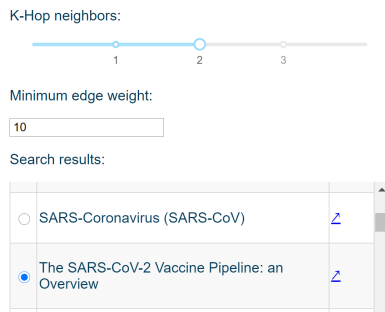 K-Hop neighbors:
1 2 3
Minimum edge weight:
10
Search results:
SARS-Coronavirus (SARS-CoV)
The SARS-CoV-2 Vaccine Pipeline: an
Overview